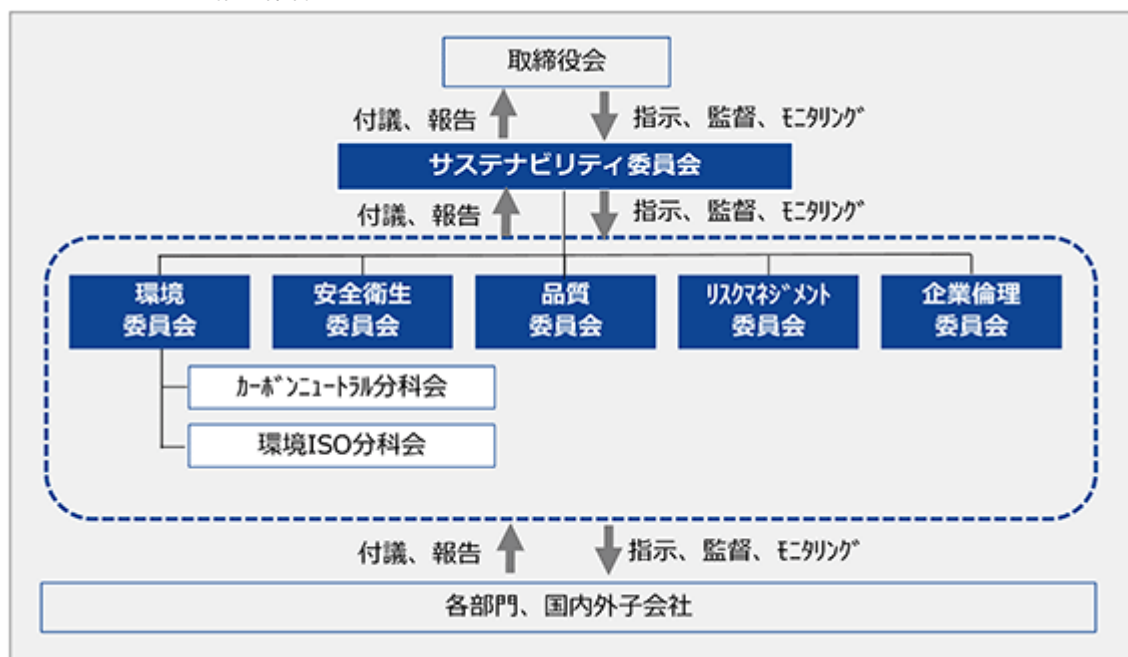 取締役会
付議、報告
指示、監督、ﾓﾆﾀﾘﾝｸﾞ
サステナビリティ委員会
付議、報告
指示、監督、ﾓﾆﾀﾘﾝｸﾞ
環境
委員会
安全衛生
委員会
品質
委員会
ﾘｽｸﾏﾈｼﾞﾒﾝﾄ
委員会
企業倫理
委員会
ｶｰﾎﾞﾝﾆｭｰﾄﾗﾙ分科会
環境ISO分科会
付議、報告
指示、監督、ﾓﾆﾀﾘﾝｸﾞ
各部門、国内外子会社